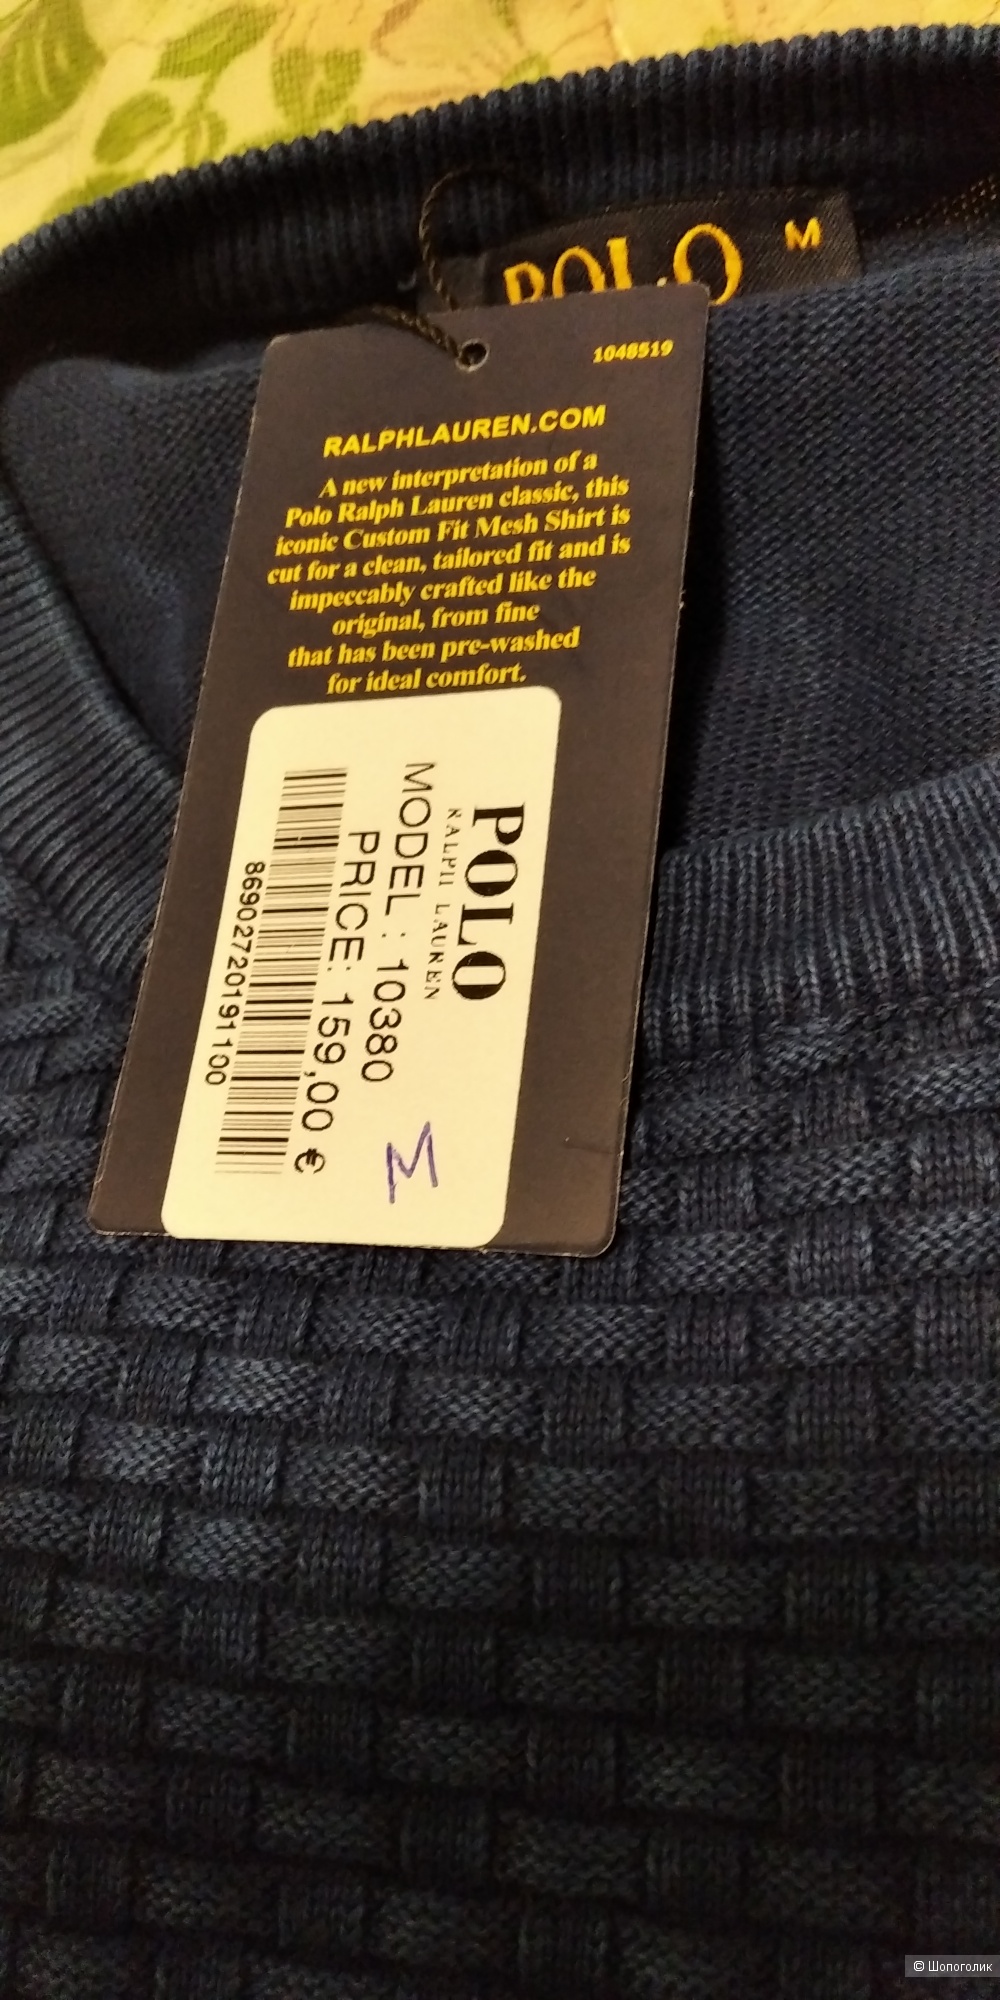 POLO M
1048519
RALPHLAUREN.COM
A new interpretation of a
Polo Ralph Lauren classic, this
iconic Custom Fit Mesh Shirt is
cut for a clean, tailored fit and is
impeccably crafted like the
original, from fine
that has been pre-washed
for ideal comfort.
POLO
RALPH LAUREN
MODEL : 10380
PRICE: 159,00 €
8690272019100
M
© Шопоголик